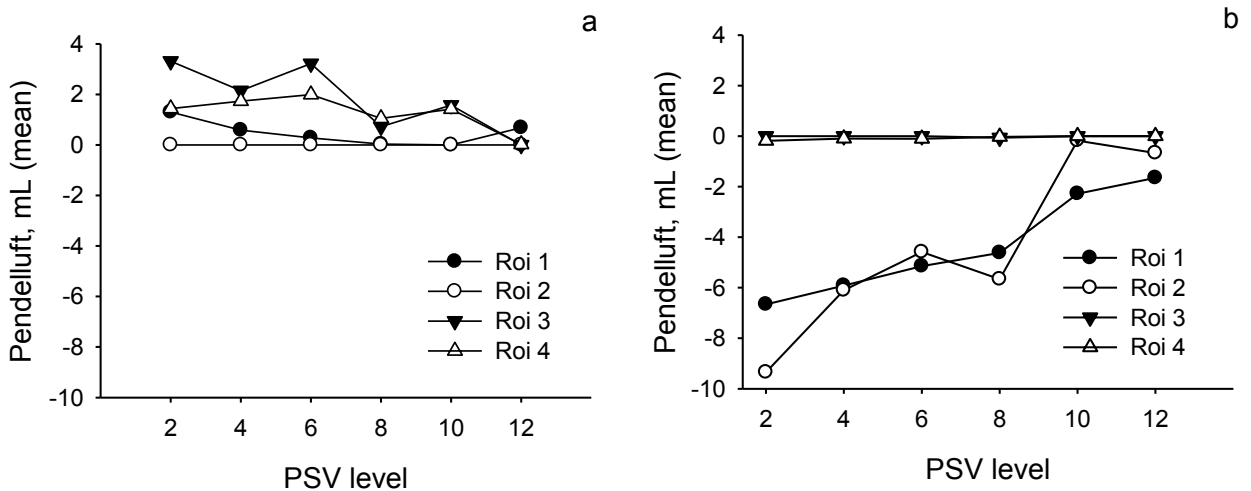 a
Pendelluft, mL (mean)
4
2
0
-2
-4
-6
-8
-10
Roi 1
Roi 2
Roi 3
Roi 4
2 4 6 8 10 12
PSV level
b
Pendelluft, mL (mean)
4
2
0
-2
-4
-6
-8
-10
Roi 1
Roi 2
Roi 3
Roi 4
2 4 6 8 10 12
PSV level